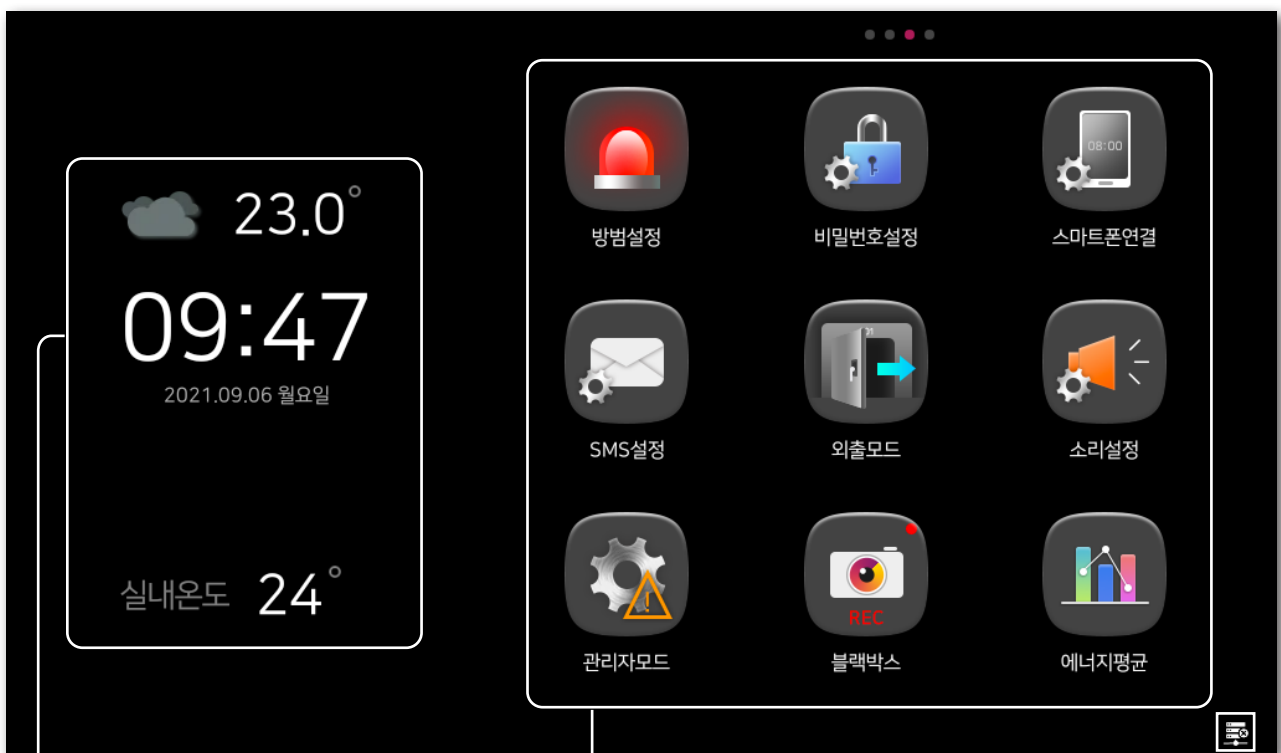 23.0°
09:47
2021.09.06 월요일
실내온도 24°
08:00
방범설정 비밀번호설정 스마트폰연결
01
SMS설정 외출모드 소리설정
REC
관리자모드 블랙박스 에너지평균